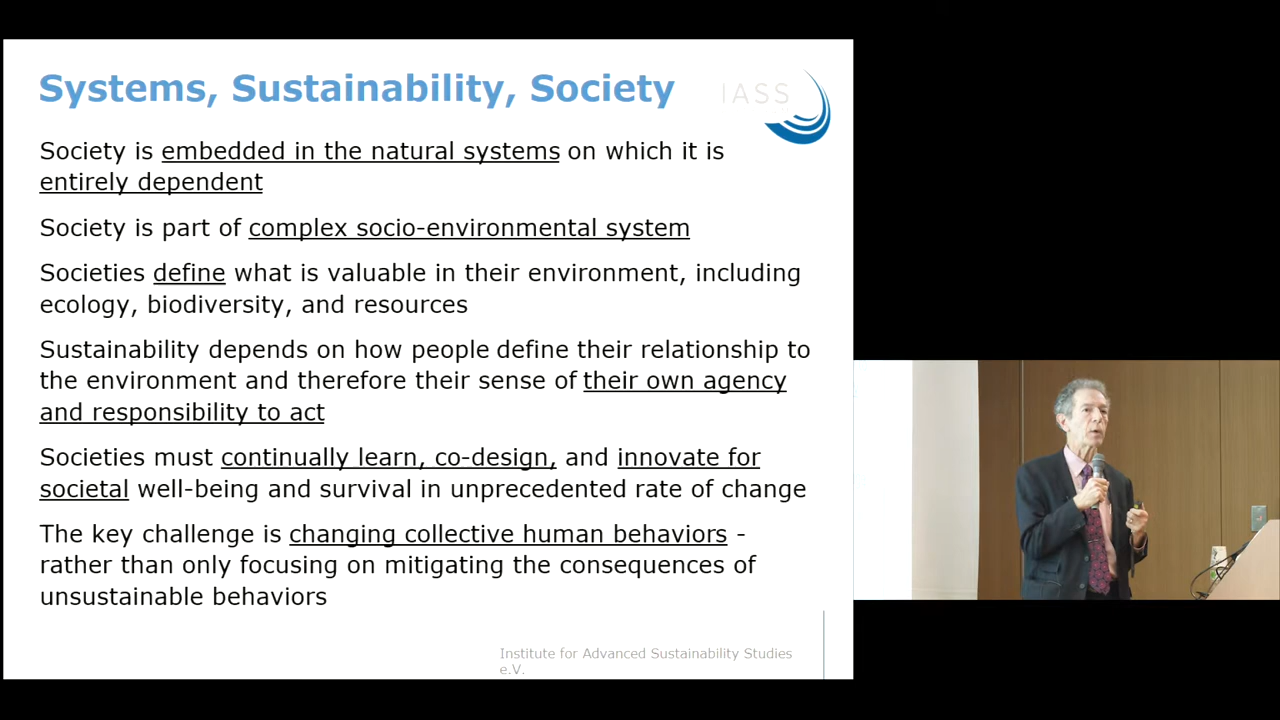 Systems, Sustainability, Society
IASS
Society is embedded in the natural systems on which it is
entirely dependent
Society is part of complex socio-environmental system
Societies define what is valuable in their environment, including
ecology, biodiversity, and resources
Sustainability depends on how people define their relationship to
the environment and therefore their sense of their own agency
and responsibility to act
Societies must continually learn, co-design, and innovate for
societal well-being and survival in unprecedented rate of change
The key challenge is changing collective human behaviors -
rather than only focusing on mitigating the consequences of
unsustainable behaviors
Institute for Advanced Sustainability Studies
e.V.